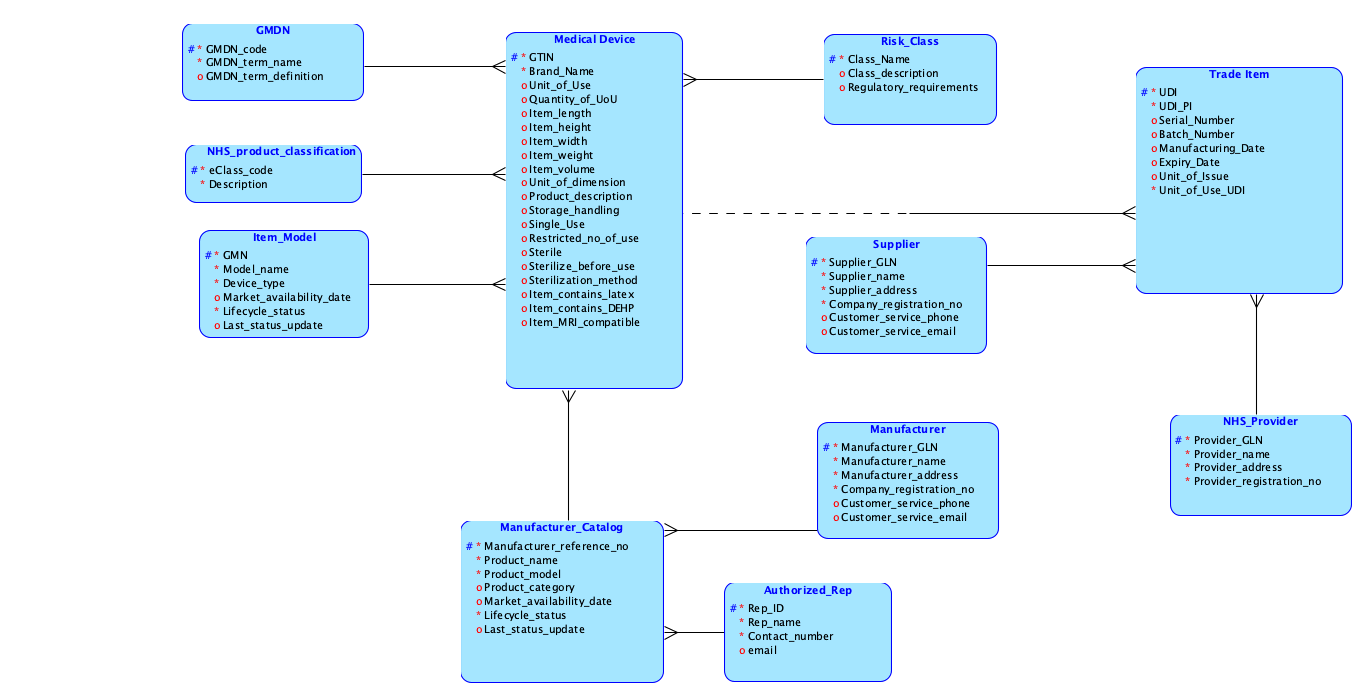 GMDN
# * GMDN_code
* GMDN_term_name
o GMDN_term_definition
NHS_product_classification
# * eClass_code
* Description
Item_Model
# * GMN
* Model_name
* Device_type
o Market_availability_date
* Lifecycle_status
o Last_status_update
Medical Device
# * GTIN
* Brand_Name
o Unit_of_Use
o Quantity_of_UoU
o Item_length
o Item_height
o Item_width
o Item_weight
o Item_volume
o Unit_of_dimension
o Product_description
o Storage_handling
o Single_Use
o Restricted_no_of_use
o Sterile
o Sterilize_before_use
o Sterilization_method
o Item_contains_latex
o Item_contains_DEHP
o Item_MRI_compatible
Risk_Class
# * Class_Name
o Class_description
o Regulatory_requirements
Trade Item
# * UDI
* UDI_PI
o Serial_Number
o Batch_Number
o Manufacturing_Date
o Expiry_Date
o Unit_of_Issue
* Unit_of_Use_UDI
Supplier
# * Supplier_GLN
* Supplier_name
* Supplier_address
* Company_registration_no
o Customer_service_phone
o Customer_service_email
Manufacturer
# * Manufacturer_GLN
* Manufacturer_name
* Manufacturer_address
* Company_registration_no
o Customer_service_phone
o Customer_service_email
NHS_Provider
# * Provider_GLN
* Provider_name
* Provider_address
* Provider_registration_no
Manufacturer_Catalog
# * Manufacturer_reference_no
* Product_name
* Product_model
o Product_category
o Market_availability_date
* Lifecycle_status
o Last_status_update
Authorized_Rep
# * Rep_ID
* Rep_name
* Contact_number
o email